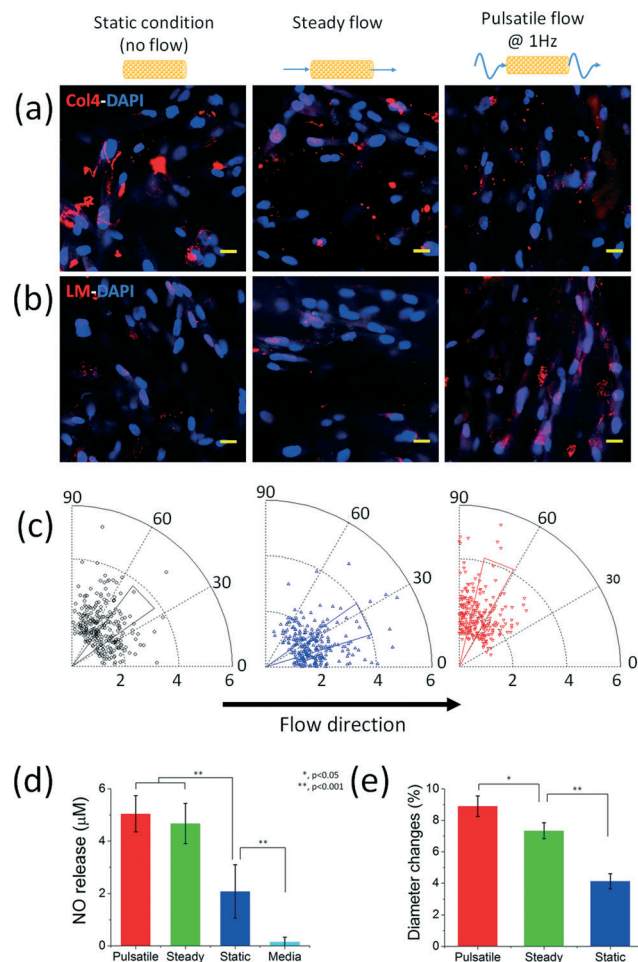 Static condition
(no flow)
Steady flow
Pulsatile flow
@ 1Hz
(a)
Col4-DAPI
(b)
LM-DAPI
(c)
90
60
30
0
2
4
6
90
60
30
0
2
4
6
90
60
30
0
2
4
6
Flow direction
(d)
**
*, p<0.05
**, p<0.001
**
NO release (μM)
6
4
2
0
Pulsatile
Steady
Static
Media
(e)
*
**
Diameter changes (%)
10
8
6
4
2
0
Pulsatile
Steady
Static